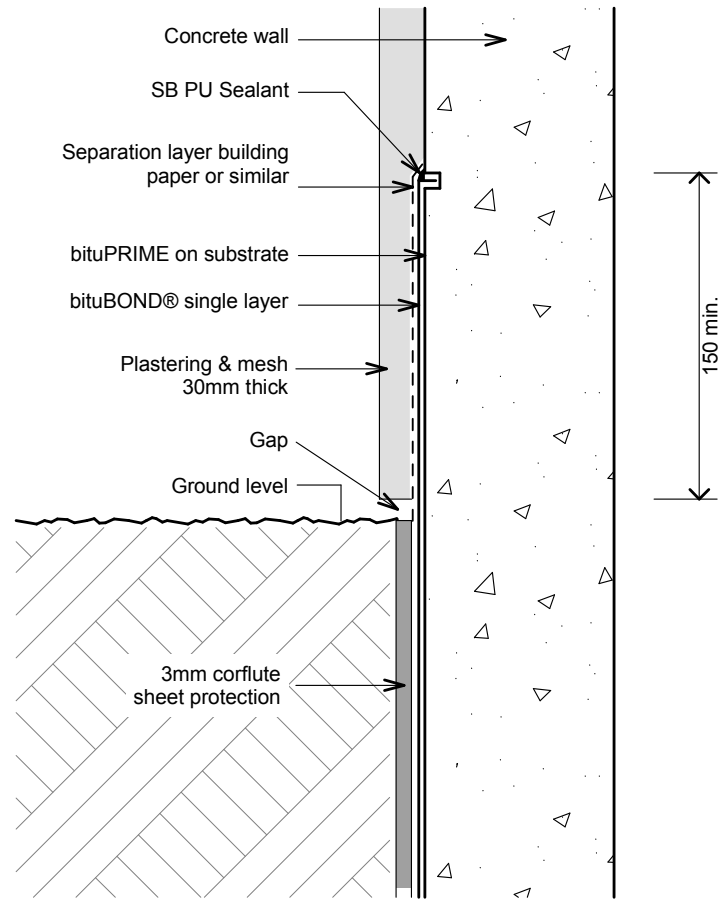 Concrete wall
SB PU Sealant
Separation layer building
paper or similar
bituPRIME on substrate
bituBOND® single layer
Plastering & mesh
30mm thick
Gap
Ground level
3mm corflute
sheet protection
150 min.